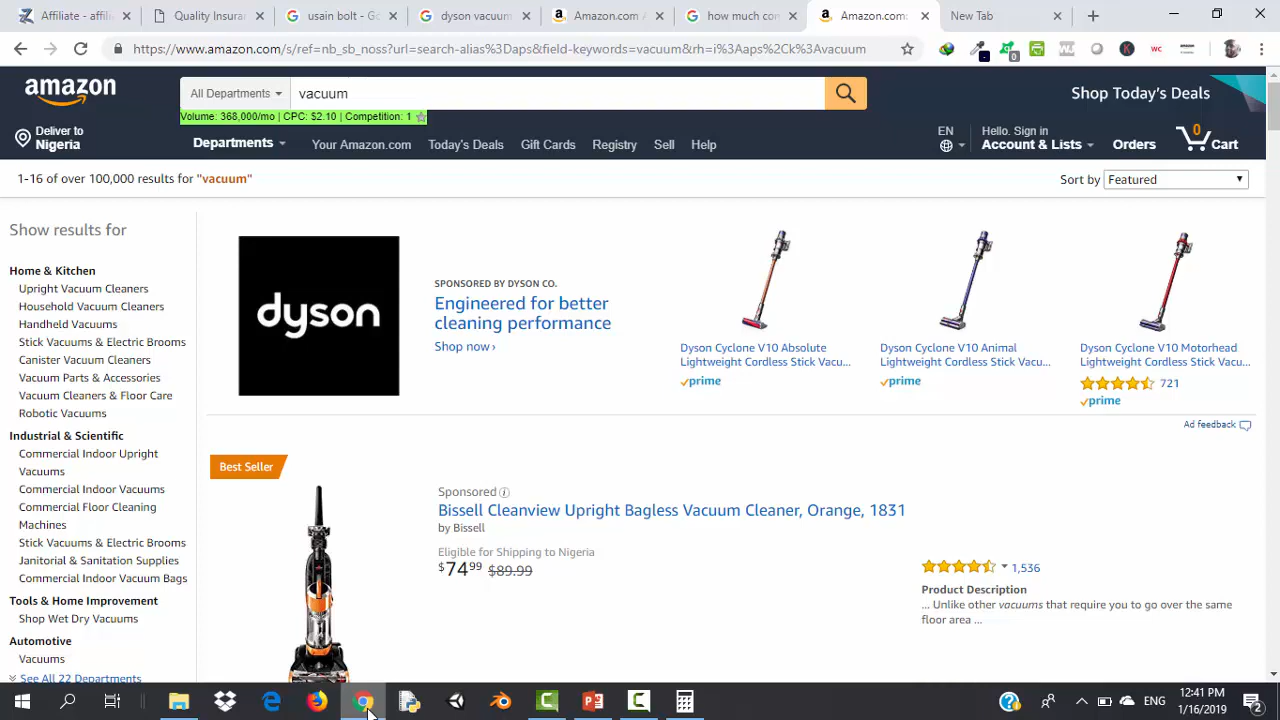 Affiliate - affili
Quality Insuran
usain bolt - Go
dyson vacuum
Amazon.com A
how much con
Amazon.com:
New Tab
https://www.amazon.com/s/ref=nb_sb_noss?url=search-alias%3Daps&field-keywords=vacuum&rh=i%3Aaps%2Ck%3Avacuum
amazon
All Departments
vacuum
Shop Today's Deals
Volume: 368,000/mo | CPC: $2.10 | Competition: 1
Deliver to
Nigeria
Departments
Your Amazon.com
Today's Deals
Gift Cards
Registry
Sell
Help
EN
Hello. Sign in
Account & Lists
Orders
0
Cart
1-16 of over 100,000 results for "vacuum"
Sort by
Featured
Show results for
Home & Kitchen
Upright Vacuum Cleaners
Household Vacuum Cleaners
Handheld Vacuums
Stick Vacuums & Electric Brooms
Canister Vacuum Cleaners
Vacuum Parts & Accessories
Vacuum Cleaners & Floor Care
Robotic Vacuums
Industrial & Scientific
Commercial Indoor Upright
Vacuums
Commercial Indoor Vacuums
Commercial Floor Cleaning
Machines
Stick Vacuums & Electric Brooms
Janitorial & Sanitation Supplies
Commercial Indoor Vacuum Bags
Tools & Home Improvement
Shop Wet Dry Vacuums
Automotive
Vacuums
See All 22 Departments
dyson
SPONSORED BY DYSON CO.
Engineered for better
cleaning performance
Shop now ›
Dyson Cyclone V10 Absolute
Lightweight Cordless Stick Vacu...
prime
Dyson Cyclone V10 Animal
Lightweight Cordless Stick Vacu...
prime
Dyson Cyclone V10 Motorhead
Lightweight Cordless Stick Vacu...
721
prime
Ad feedback
Best Seller
Sponsored
Bissell Cleanview Upright Bagless Vacuum Cleaner, Orange, 1831
by Bissell
Eligible for Shipping to Nigeria
$74 99 $89.99
1,536
Product Description
... Unlike other vacuums that require you to go over the same
floor area ...
ENG
12:41 PM
1/16/2019
2